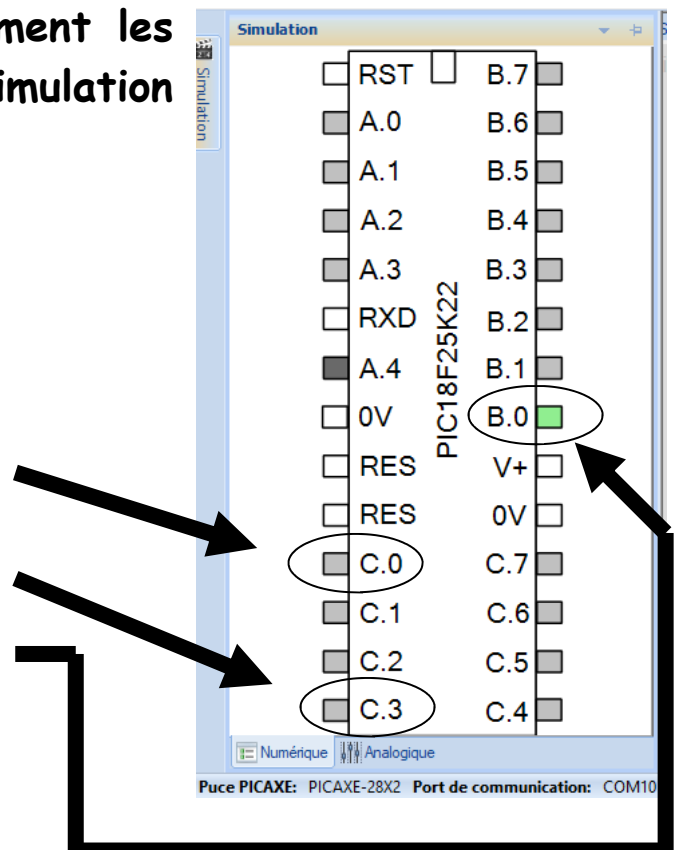 ment les
imulation
Simulation
Simulation
RST B.7
A.0 B.6
A.1 B.5
A.2 B.4
A.3 B.3
RXD B.2
A.4 B.1
0V B.0
RES V+
RES 0V
C.0 C.7
C.1 C.6
C.2 C.5
C.3 C.4
PIC18F25K22
Numérique Analogique
Puce PICAXE: PICAXE-28X2 Port de communication: COM10